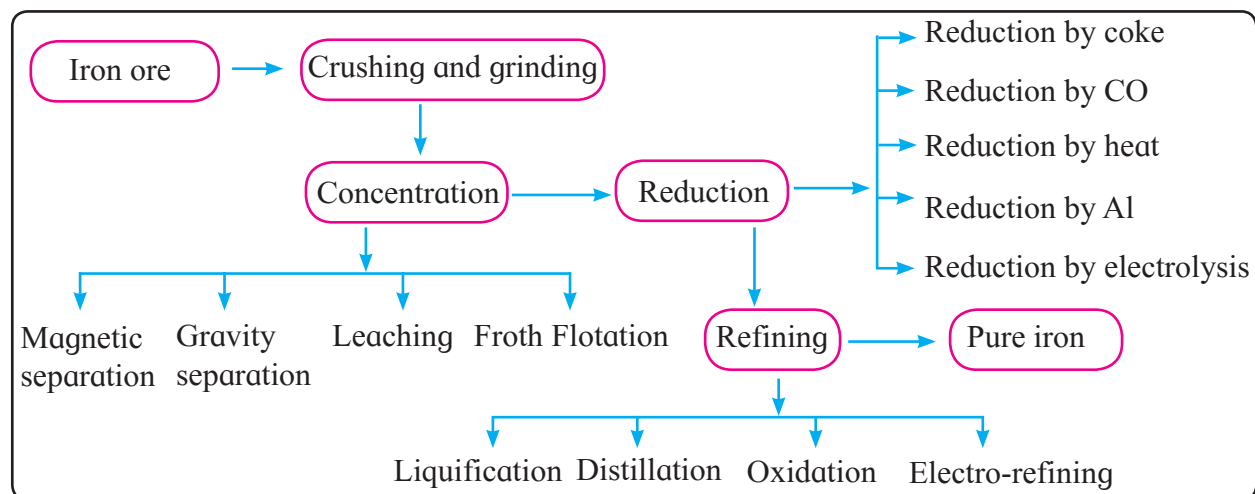 Iron ore
Crushing and grinding
Concentration
Reduction
Reduction by coke
Reduction by CO
Reduction by heat
Reduction by Al
Reduction by electrolysis
Magnetic
separation
Gravity
separation
Leaching
Froth Flotation
Refining
Pure iron
Liquification
Distillation
Oxidation
Electro-refining